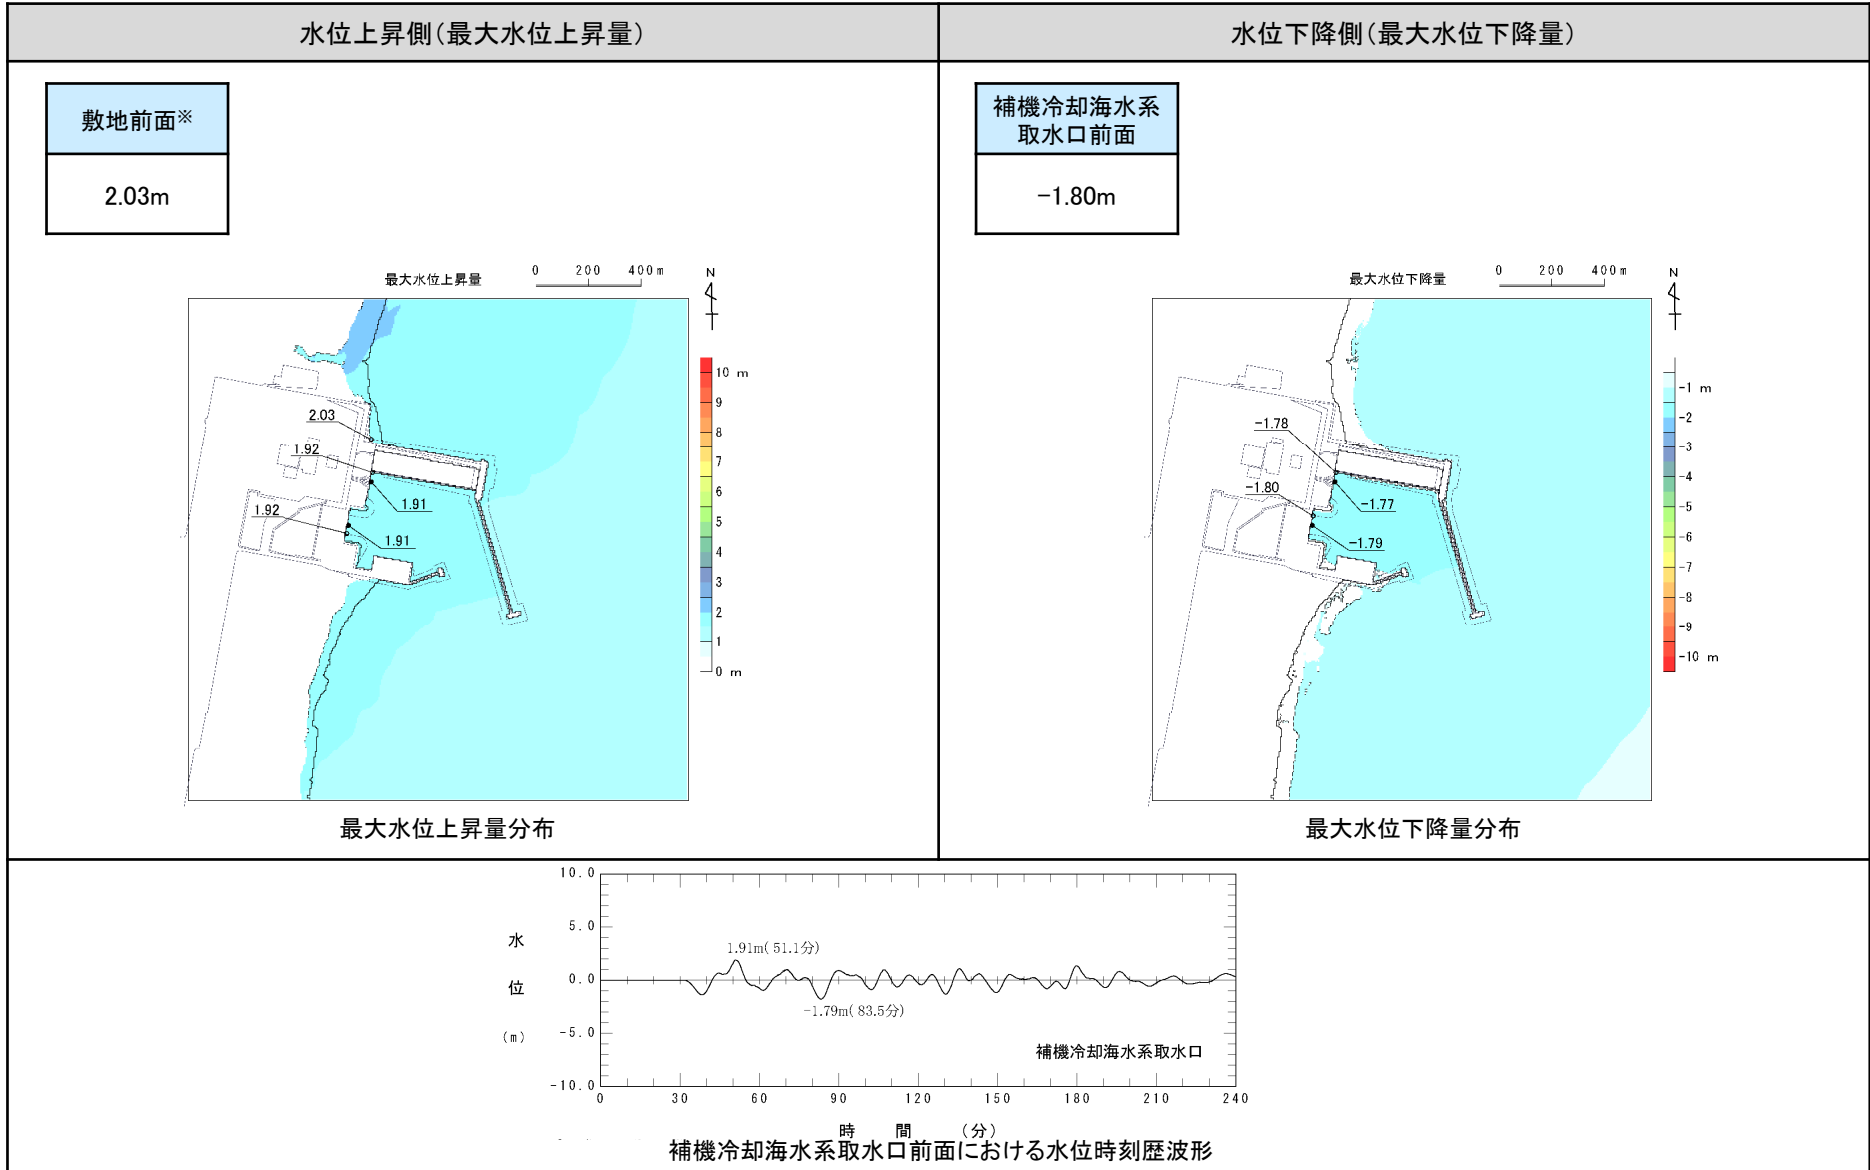 水位上昇側(最大水位上昇量)
水位下降側(最大水位下降量)
敷地前面※
2.03m
補機冷却海水系
取水口前面
−1.80m
最大水位上昇量
0 200 400m
N
10 m
9
8
7
6
5
4
3
2
1
0 m
2.03
1.92
1.91
1.92
1.91
最大水位上昇量分布
最大水位下降量
0 200 400m
N
-1 m
-2
-3
-4
-5
-6
-7
-8
-9
-10 m
−1.78
−1.80
−1.77
−1.79
最大水位下降量分布
10.0
5.0
0.0
-5.0
-10.0
水
位
(m)
1.91m( 51.1分)
−1.79m( 83.5分)
補機冷却海水系取水口
0 30 60 90 120 150 180 210 240
時 間 (分)
補機冷却海水系取水口前面における水位時刻歴波形